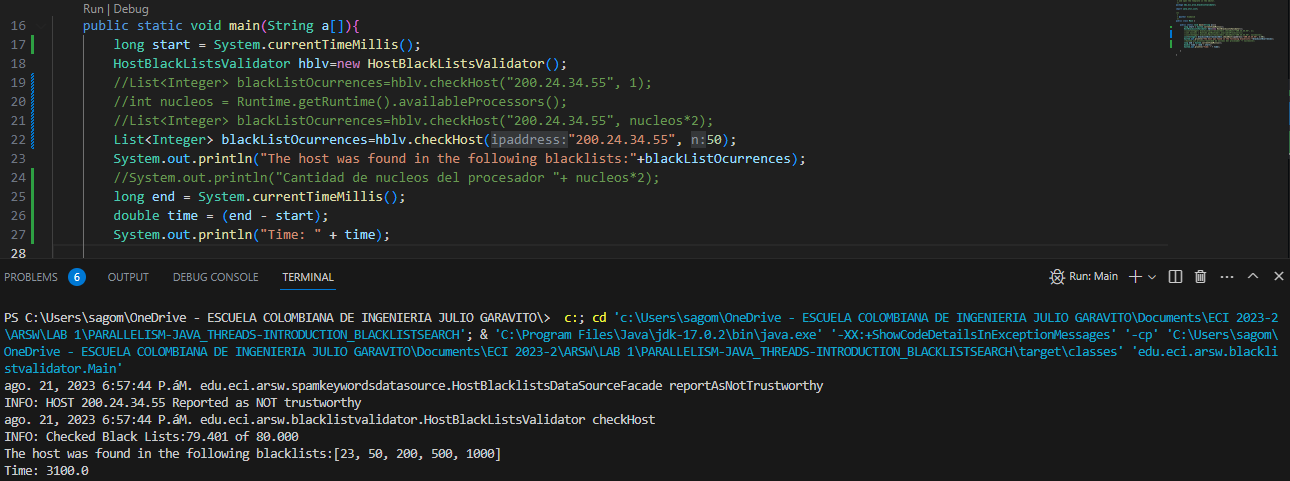 Run | Debug
16 public static void main(String a[]){
17 long start = System.currentTimeMillis();
18 HostBlackListsValidator hblv=new HostBlackListsValidator();
19 //List<Integer> blackListOcurrences=hblv.checkHost("200.24.34.55", 1);
20 //int nucleos = Runtime.getRuntime().availableProcessors();
21 //List<Integer> blackListOcurrences=hblv.checkHost("200.24.34.55", nucleos*2);
22 List<Integer> blackListOcurrences=hblv.checkHost(ipaddress:"200.24.34.55", n:50);
23 System.out.println("The host was found in the following blacklists:"+blackListOcurrences);
24 //System.out.println("Cantidad de nucleos del procesador "+ nucleos*2);
25 long end = System.currentTimeMillis();
26 double time = (end - start);
27 System.out.println("Time: " + time);
28
PROBLEMS 6 OUTPUT DEBUG CONSOLE TERMINAL Run: Main
PS C:\Users\sagom\OneDrive - ESCUELA COLOMBIANA DE INGENIERIA JULIO GARAVITO\> c:; cd 'c:\Users\sagom\OneDrive - ESCUELA COLOMBIANA DE INGENIERIA JULIO GARAVITO\Documents\ECI 2023-2
\ARSW\LAB 1\PARALLELISM-JAVA_THREADS-INTRODUCTION_BLACKLISTSEARCH'; & 'C:\Program Files\Java\jdk-17.0.2\bin\java.exe' '-XX:+ShowCodeDetailsInExceptionMessages' '-cp' 'C:\Users\sagom\
OneDrive - ESCUELA COLOMBIANA DE INGENIERIA JULIO GARAVITO\Documents\ECI 2023-2\ARSW\LAB 1\PARALLELISM-JAVA_THREADS-INTRODUCTION_BLACKLISTSEARCH\target\classes' 'edu.eci.arsw.blackli
stvalidator.Main'
ago. 21, 2023 6:57:44 P.áM. edu.eci.arsw.spamkeywordsdatasource.HostBlacklistsDataSourceFacade reportAsNotTrustworthy
INFO: HOST 200.24.34.55 Reported as NOT trustworthy
ago. 21, 2023 6:57:44 P.áM. edu.eci.arsw.blacklistvalidator.HostBlackListsValidator checkHost
INFO: Checked Black Lists:79.401 of 80.000
The host was found in the following blacklists:[23, 50, 200, 500, 1000]
Time: 3100.0